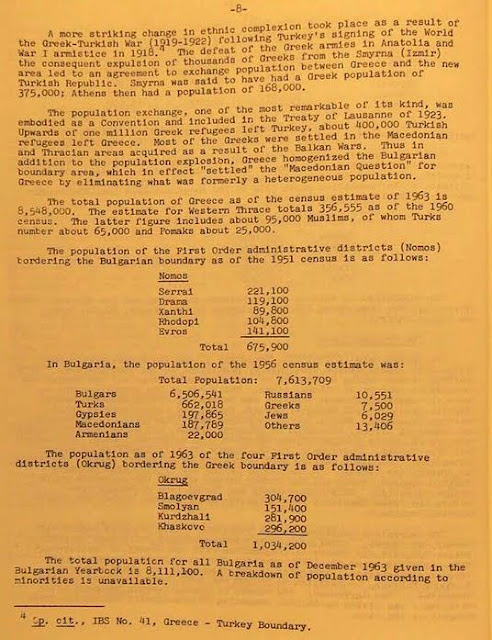 -8-
A more striking change in ethnic complexion took place as a result of
the Greek-Turkish War (1919-1922) following Turkey's signing of the World
War I armistice in 1918.4 The defeat of the Greek armies in Anatolia and
the consequent expulsion of thousands of Greeks from the Smyrna (Izmir)
area led to an agreement to exchange population between Greece and the new
Turkish Republic. Smyrna was said to have had a Greek population of
375,000; Athens then had a population of 168,000.
The population exchange, one of the most remarkable of its kind, was
embodied as a Convention and included in the Treaty of Lausanne of 1923.
Upwards of one million Greek refugees left Turkey, about 400,000 Turkish
refugees left Greece. Most of the Greeks were settled in the Macedonian
and Thracian areas acquired as a result of the Balkan Wars. Thus in
addition to the population explosion, Greece homogenized the Bulgarian
boundary area, which in effect "settled" the "Macedonian Question" for
Greece by eliminating what was formerly a heterogeneous population.
The total population of Greece as of the census estimate of 1963 is
8,548,000. The estimate for Western Thrace totals 356,555 as of the 1960
census. The latter figure includes about 95,000 Muslims, of whom Turks
number about 65,000 and Pomaks about 25,000.
The population of the First Order administrative districts (Nomos)
bordering the Bulgarian boundary as of the 1951 census is as follows:
Nomos
Serrai 221,100
Drama 119,100
Xanthi 89,800
Rhodopi 104,800
Evros 141,100
Total 675,900
In Bulgaria, the population of the 1956 census estimate was:
Total Population: 7,613,709
Bulgars 6,506,541 Russians 10,551
Turks 662,018 Greeks 7,500
Gypsies 197,865 Jews 6,029
Macedonians 187,789 Others 13,406
Armenians 22,000
The population as of 1963 of the four First Order administrative
districts (Okrug) bordering the Greek boundary is as follows:
Okrug
Blagoevgrad 304,700
Smolyan 151,400
Kurdzhali 281,900
Khaskovo 296,200
Total 1,034,200
The total population for all Bulgaria as of December 1963 given in the
Bulgarian Yearbook is 8,111,100. A breakdown of population according to
minorities is unavailable.
4 Op. cit., IBS No. 41, Greece - Turkey Boundary.